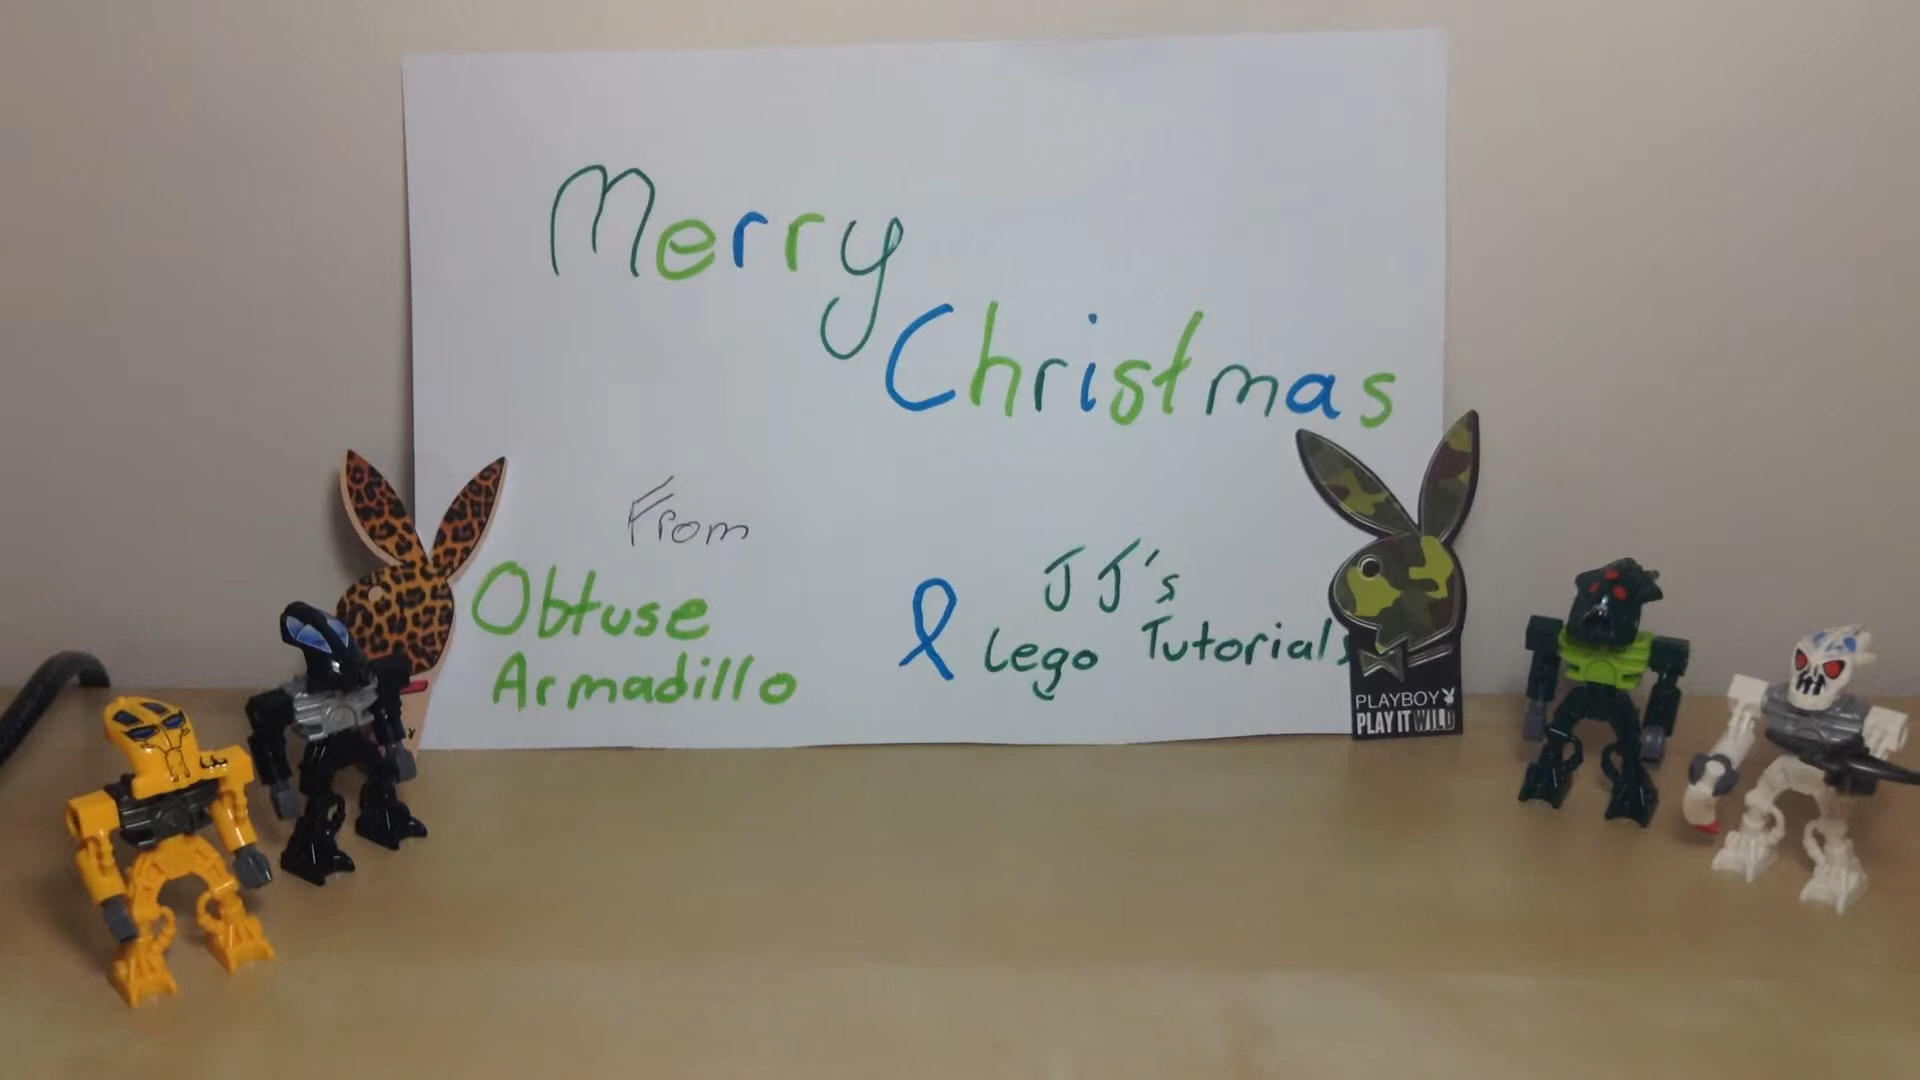 Merry
Christmas
From
Obtuse
Armadillo
&
JJ's
Lego Tutorials
PLAYBOY
PLAY IT WILD